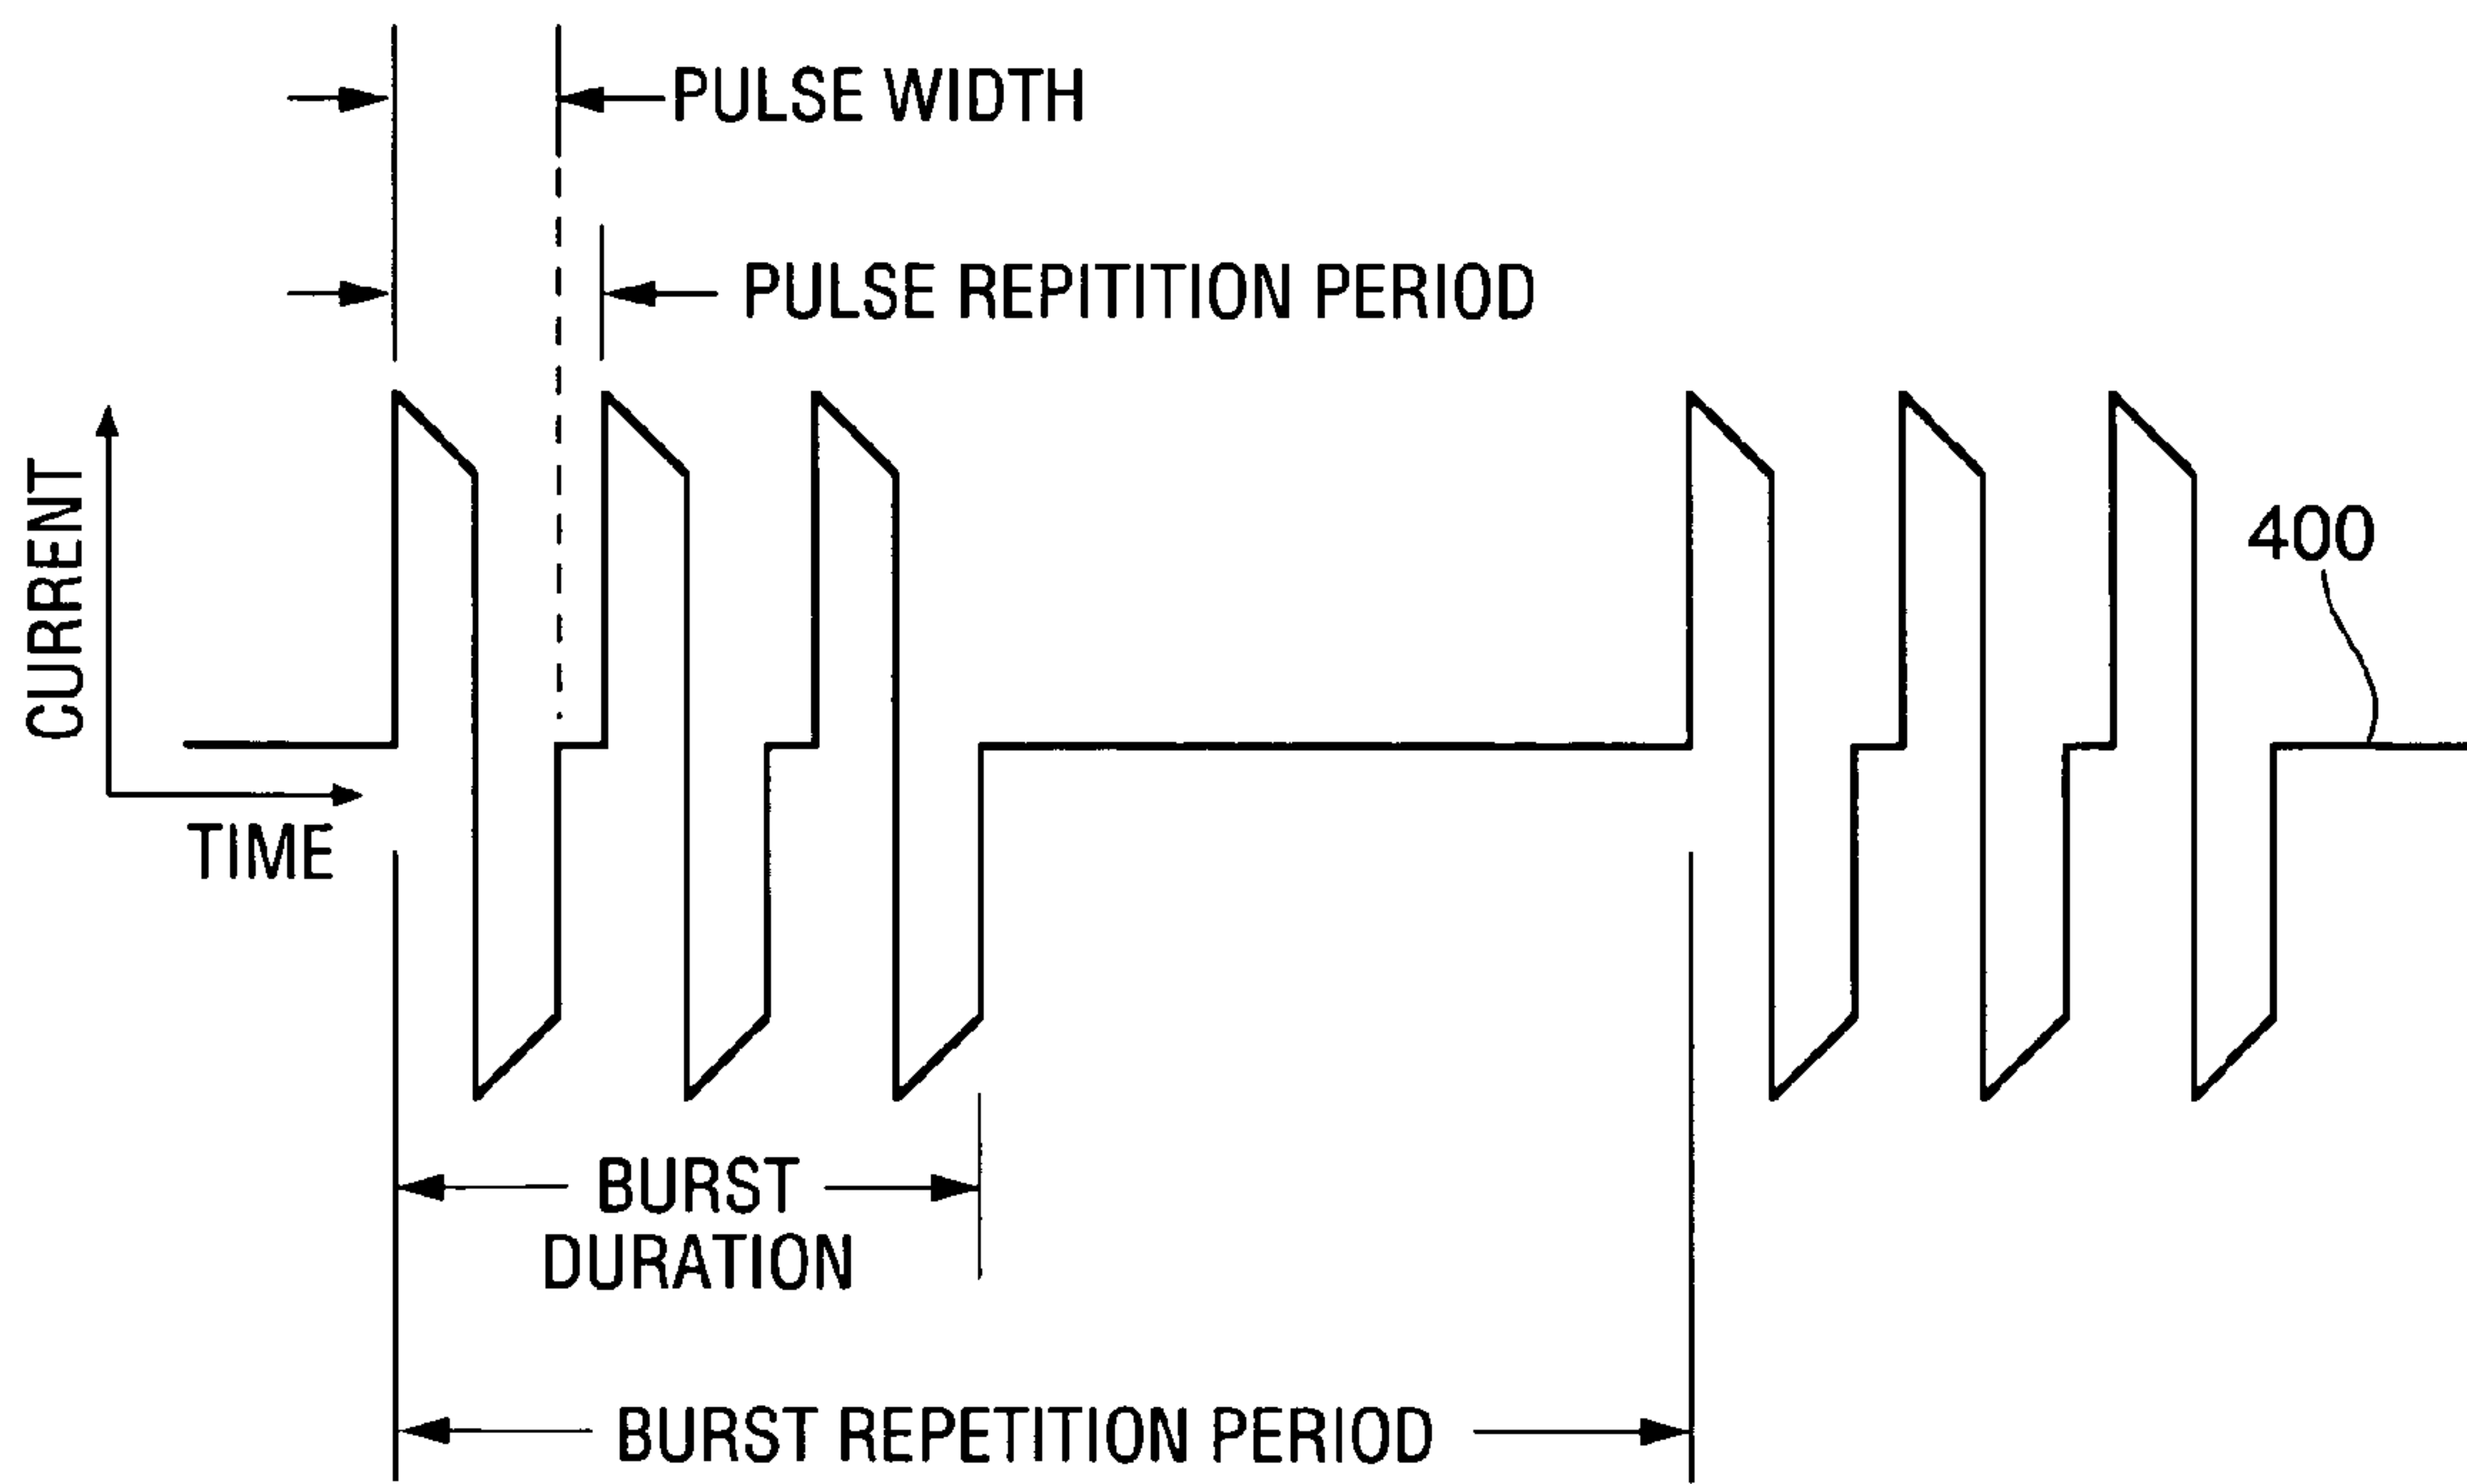 PULSE WIDTH
PULSE REPITITION PERIOD
CURRENT
400
TIME
BURST
DURATION
BURST REPETITION PERIOD